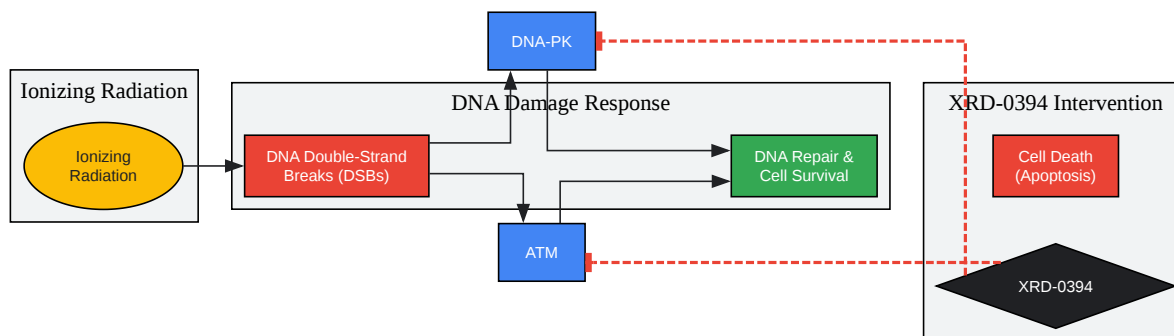 DNA-PK
Ionizing Radiation
DNA Damage Response
XRD-0394 Intervention
Ionizing
Radiation
DNA Double-Strand
Breaks (DSBs)
DNA Repair &
Cell Survival
Cell Death
(Apoptosis)
ATM
XRD-0394